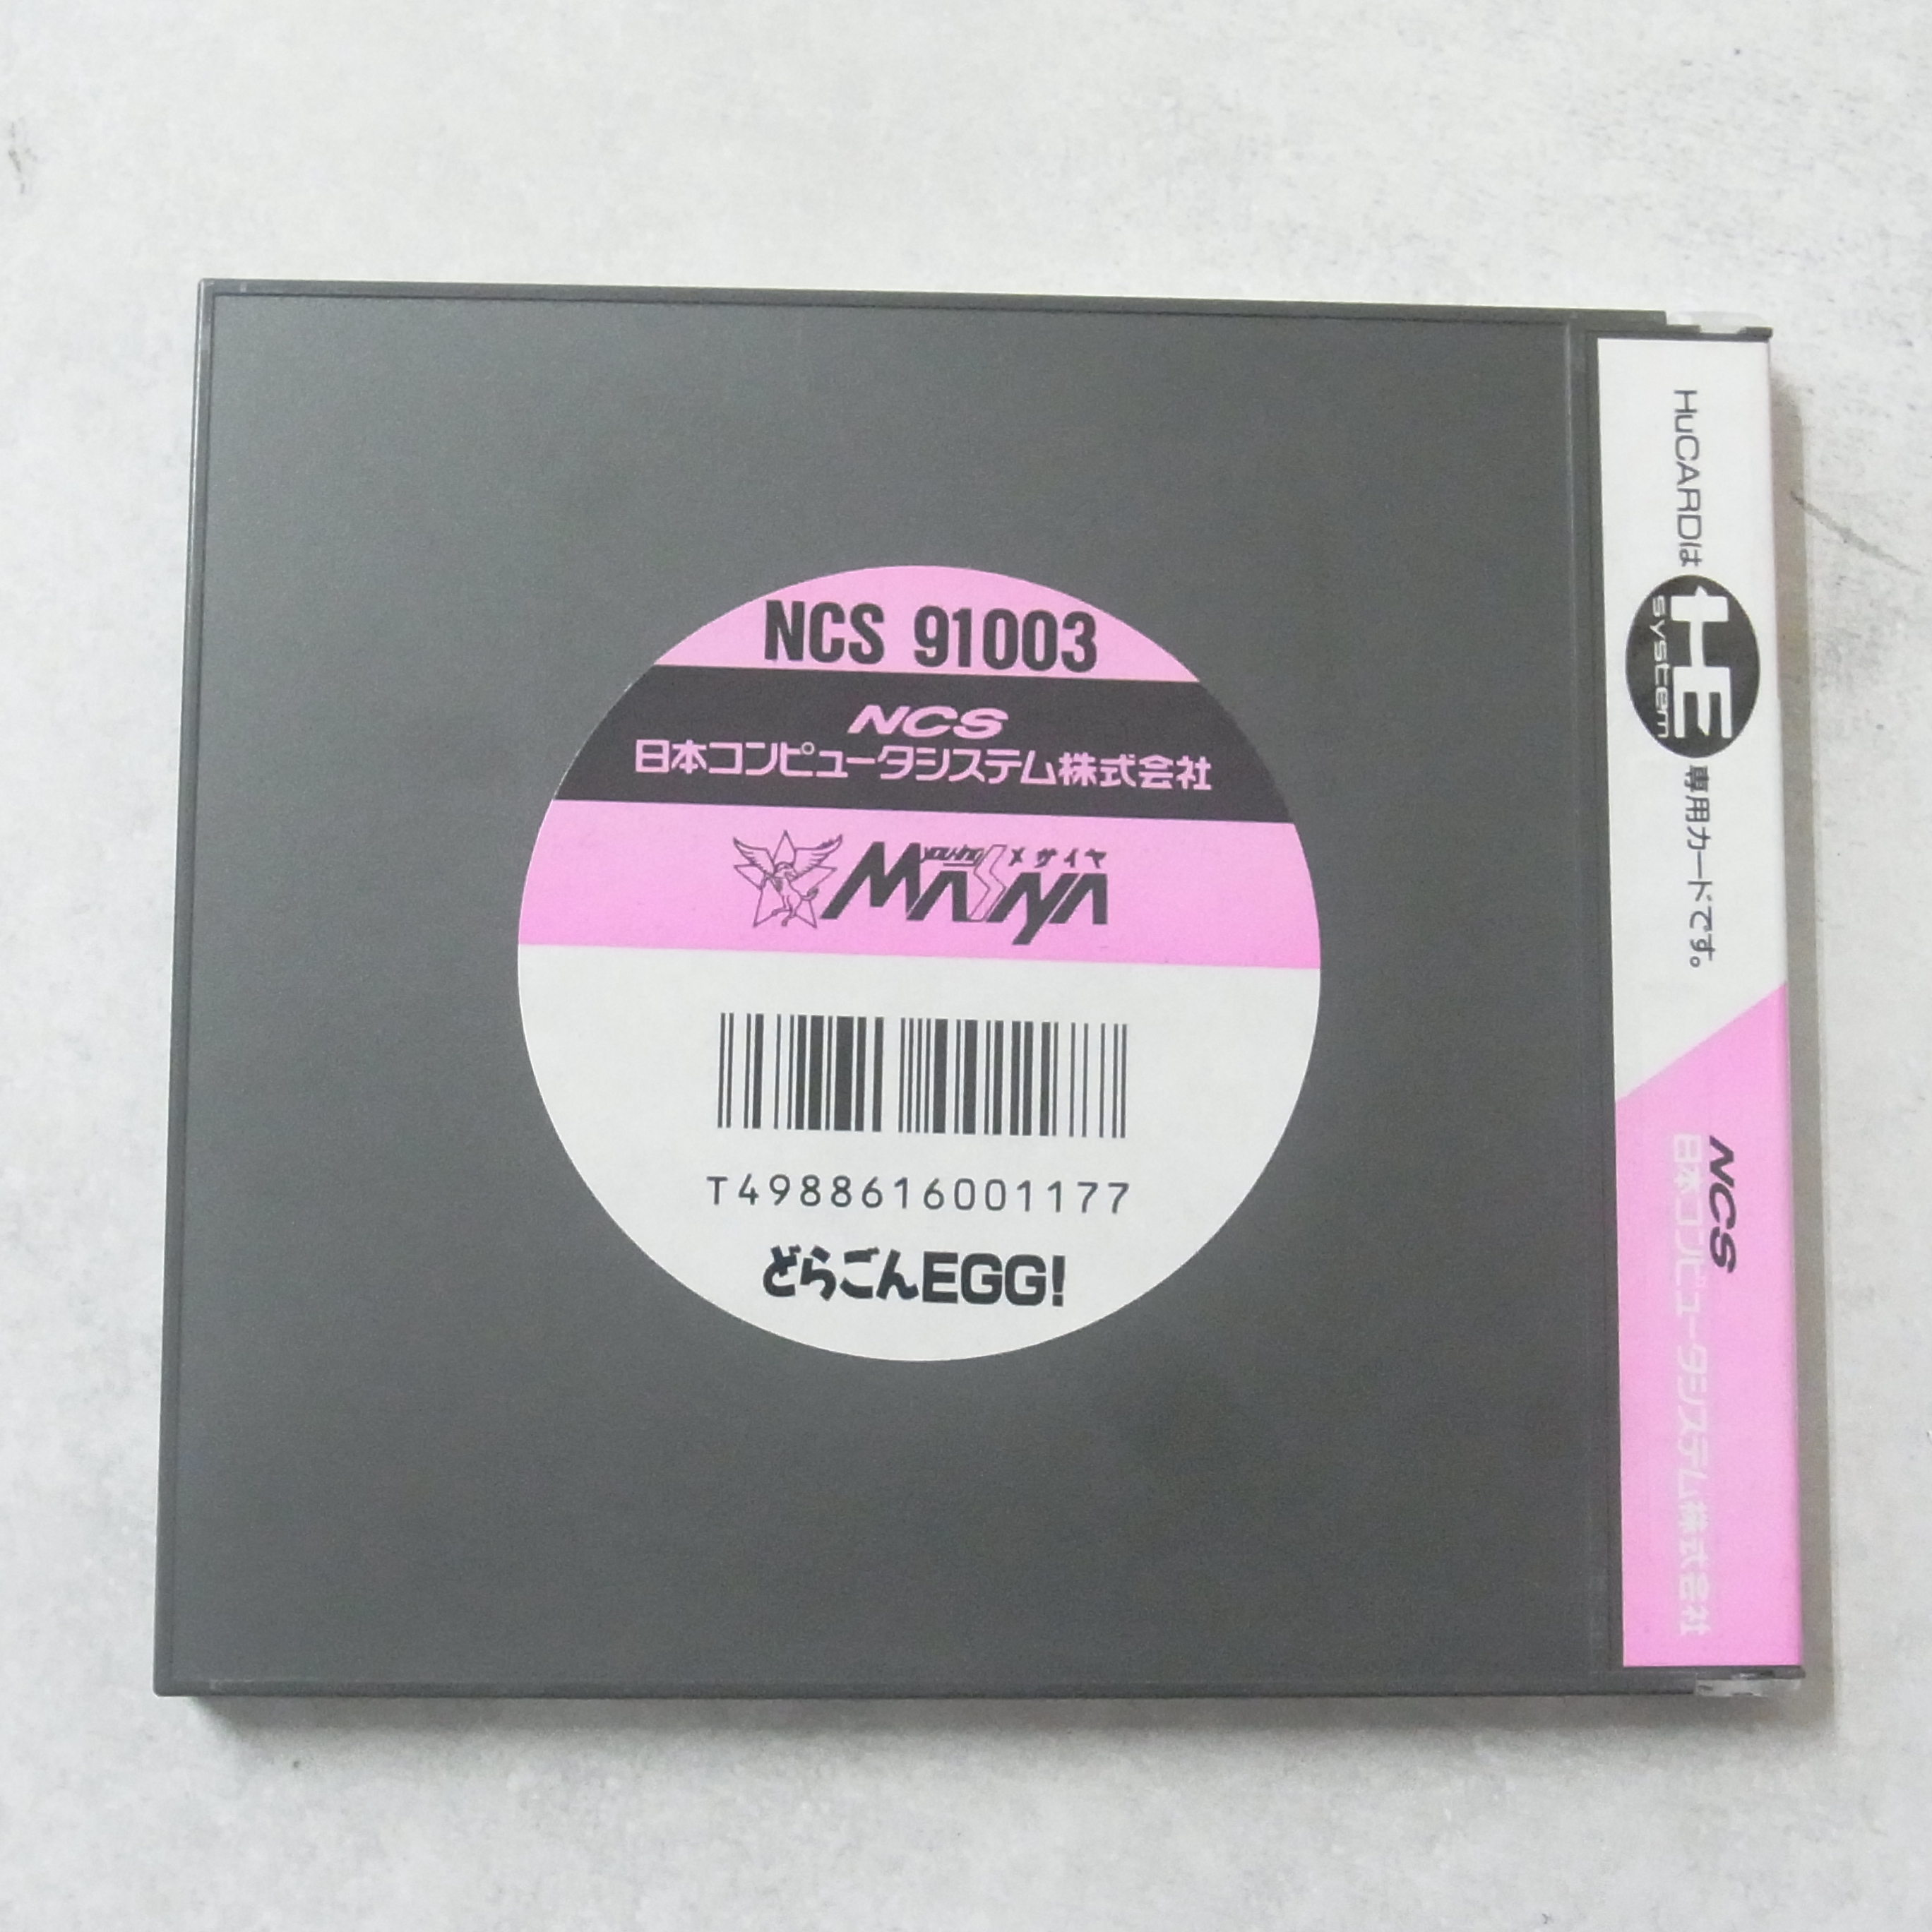 NCS 91003
NCS
日本コンピュータシステム株式会社
MASAYA
メサイヤ
T4988616001177
どらごんEGG!
HuCARDは
HE
system
専用カードです。
NCS
日本コンピュータシステム株式会社